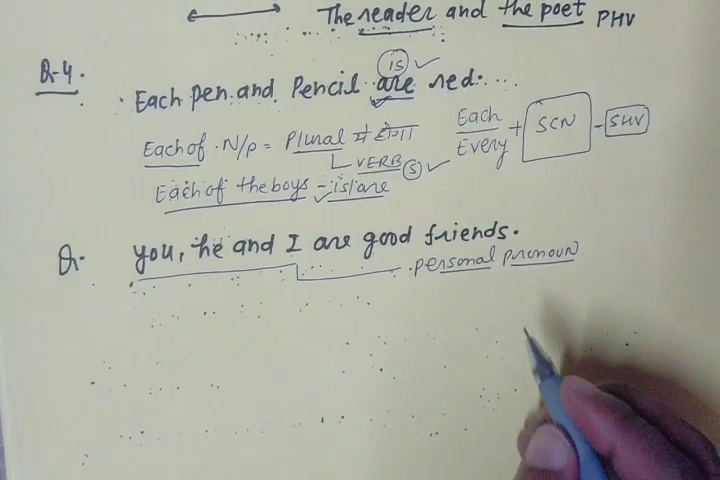 The reader and the poet PHV
Q-4. Each pen and Pencil are red.
is
Each of N/P = Plural में होगा
VERB (S)
Each of the boys - is/are
Each
Every + SCN - SHV
Q. you, he and I are good friends.
personal pronoun